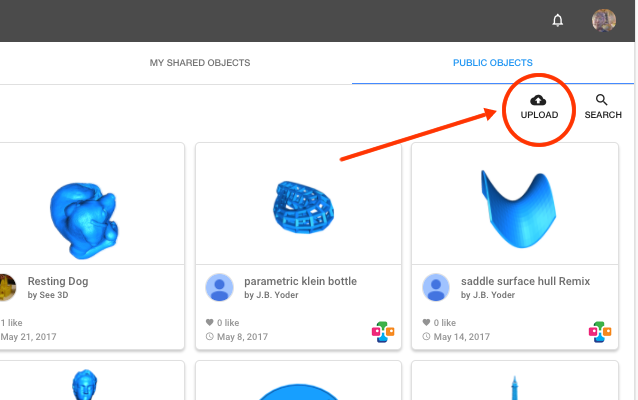 MY SHARED OBJECTS
PUBLIC OBJECTS
UPLOAD
SEARCH
Resting Dog
by See 3D
1 like
May 21, 2017
parametric klein bottle
by J.B. Yoder
0 like
May 8, 2017
saddle surface hull Remix
by J.B. Yoder
0 like
May 14, 2017